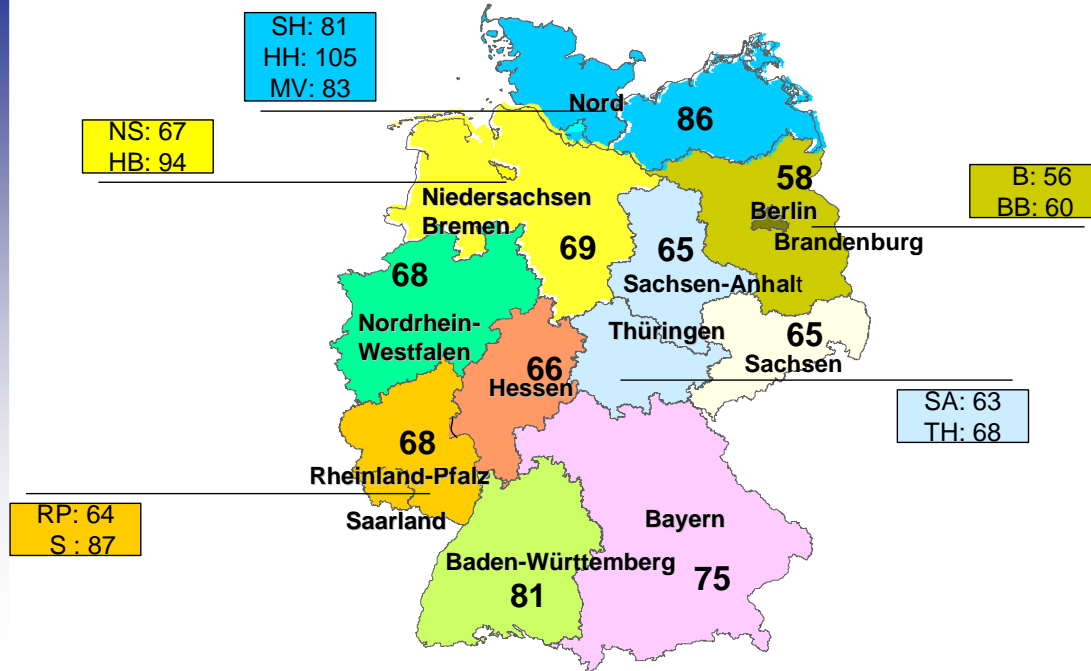 SH: 81
HH: 105
MV: 83
Nord
86
NS: 67
HB: 94
Niedersachsen
Bremen
69
58
Berlin
Brandenburg
B: 56
BB: 60
68
Nordrhein-
Westfalen
65
Sachsen-Anhalt
Thüringen
65
Sachsen
66
Hessen
SA: 63
TH: 68
68
Rheinland-Pfalz
Saarland
RP: 64
S : 87
Bayern
75
Baden-Württemberg
81